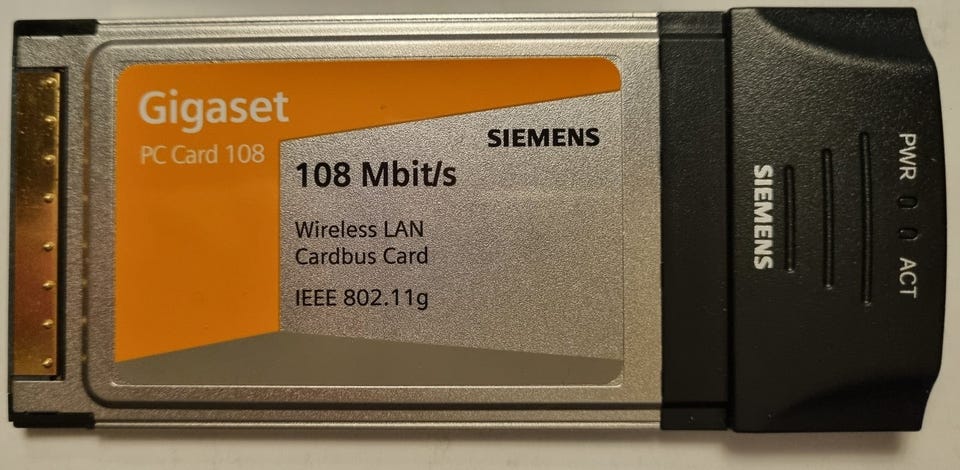 Gigaset
PC Card 108
SIEMENS
108 Mbit/s
Wireless LAN
Cardbus Card
IEEE 802.11g
SIEMENS
PWR
ACT